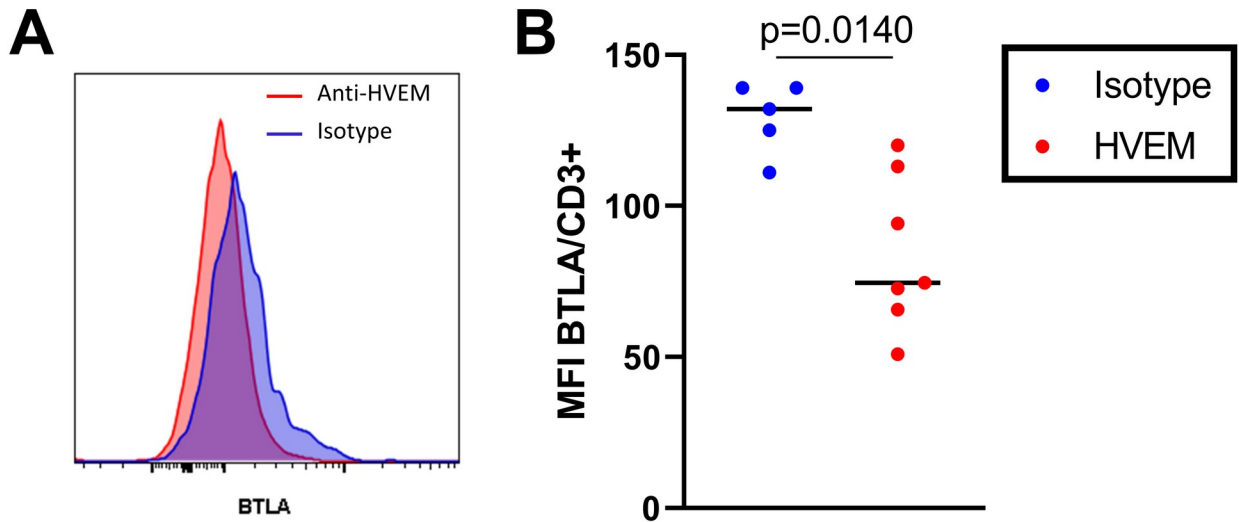 A
Anti-HVEM
Isotype
BTLA
B
p=0.0140
MFI BTLA/CD3+
150
100
50
0
Isotype
HVEM